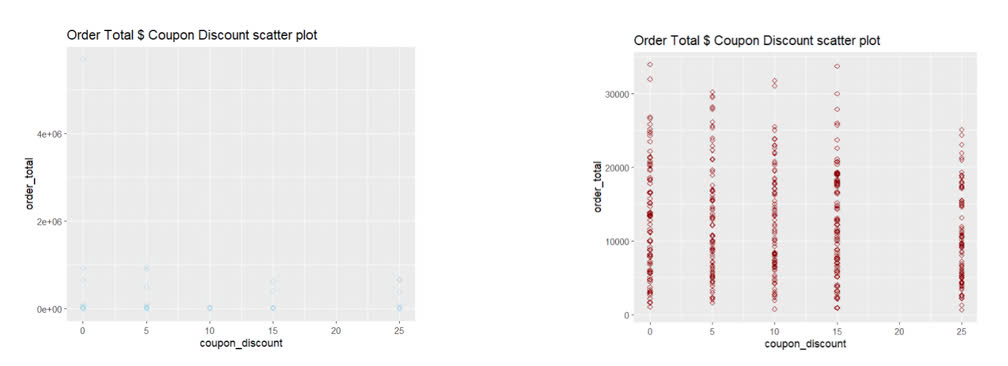 Order Total $ Coupon Discount scatter plot
4e+06
2e+06
0e+00
order_total
0 5 10 15 20 25
coupon_discount
Order Total $ Coupon Discount scatter plot
30000
20000
10000
0
order_total
0 5 10 15 20 25
coupon_discount